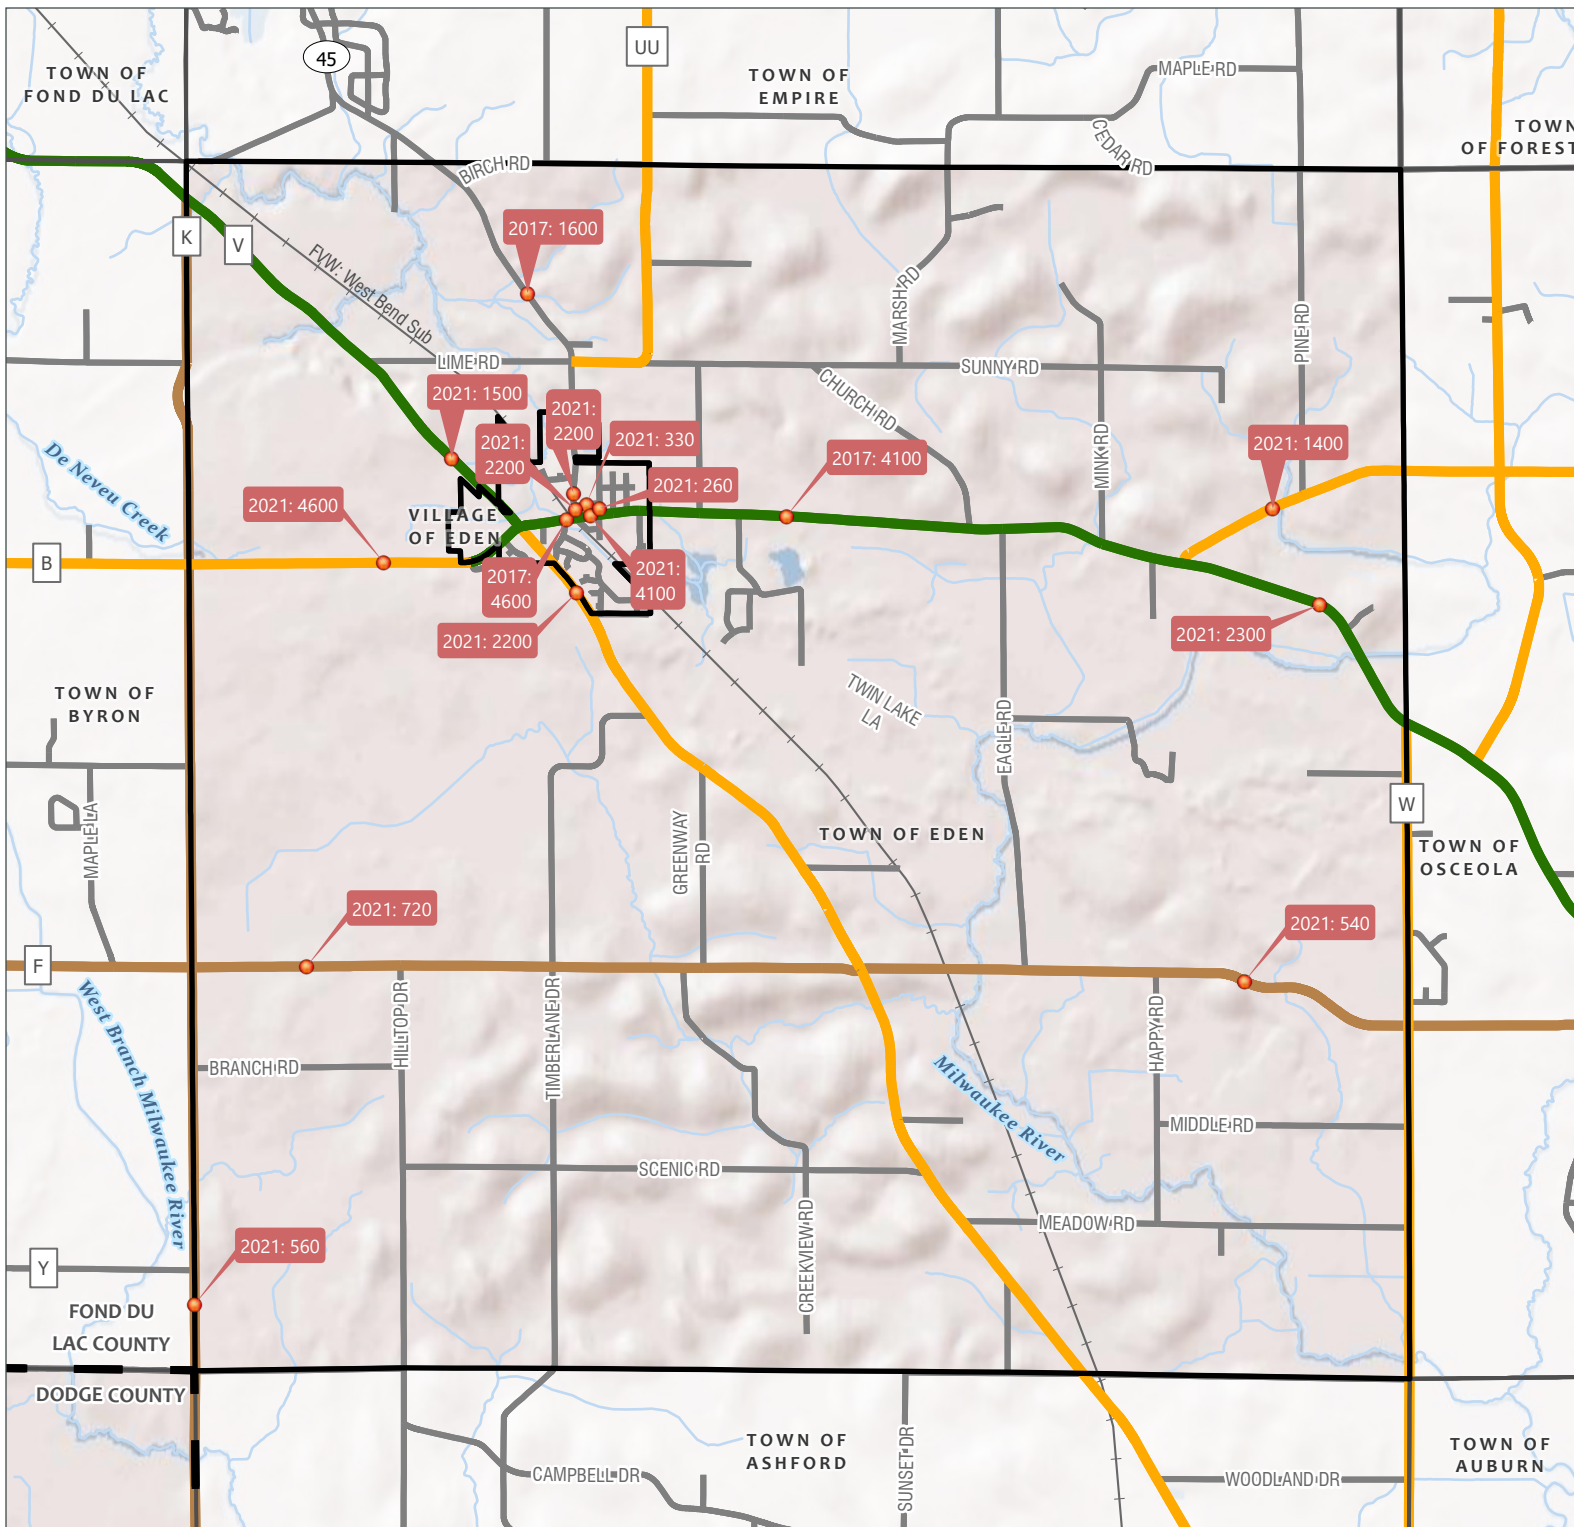 45
UU
TOWN OF
FOND DU LAC
TOWN OF
EMPIRE
MAPLE RD
CEDAR RD
TOWN
OF FOREST
BIRCH RD
K
V
2017: 1600
FVW: West Bend Sub
MARSH RD
PINE RD
LIME RD
SUNNY RD
CHURCH RD
MINK RD
2021: 1500
2021:
2200
2021:
2200
2021: 330
2017: 4100
2021: 1400
De Neveu Creek
2021: 260
2021: 4600
VILLAGE
OF EDEN
B
2017:
4600
2021:
4100
2021: 2200
2021: 2300
TOWN OF
BYRON
TWIN LAKE
LA
EAGLE RD
W
MAPLE LA
GREENWAY
RD
TOWN OF EDEN
TOWN OF
OSCEOLA
2021: 720
2021: 540
F
West Branch Milwaukee River
HILLTOP DR
TIMBERLANE DR
HAPPY RD
BRANCH RD
Milwaukee River
MIDDLE RD
SCENIC RD
CREEKVIEW RD
MEADOW RD
2021: 560
Y
FOND DU
LAC COUNTY
DODGE COUNTY
TOWN OF
ASHFORD
SUNSET DR
CAMPBELL DR
TOWN OF
AUBURN
WOODLAND DR